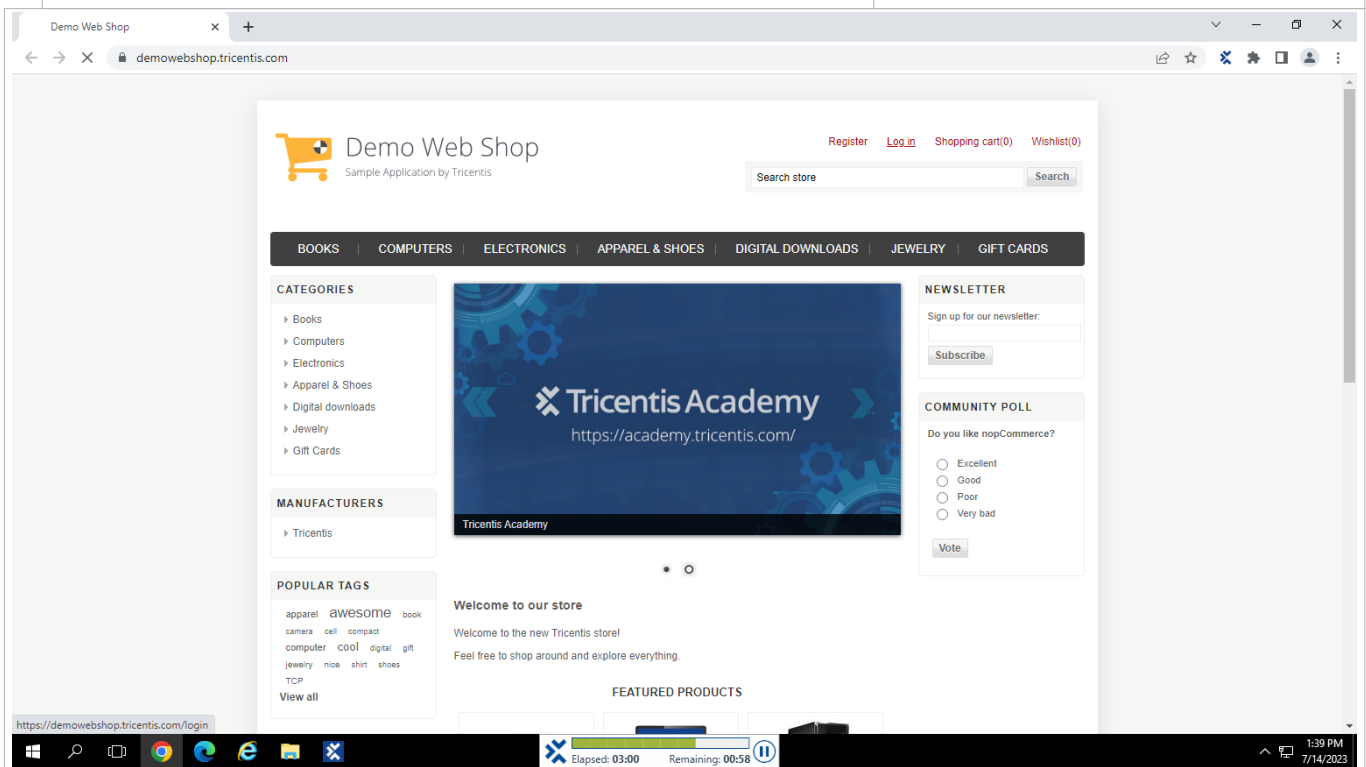 Demo Web Shop
demowebshop.tricentis.com
Demo Web Shop
Sample Application by Tricentis
Register Log in Shopping cart(0) Wishlist(0)
Search store Search
BOOKS | COMPUTERS | ELECTRONICS | APPAREL & SHOES | DIGITAL DOWNLOADS | JEWELRY | GIFT CARDS
CATEGORIES
Books
Computers
Electronics
Apparel & Shoes
Digital downloads
Jewelry
Gift Cards
MANUFACTURERS
Tricentis
POPULAR TAGS
apparel awesome book
camera cell compact
computer cool digital gift
jewelry nice shirt shoes
TCP
View all
Tricentis Academy
https://academy.tricentis.com/
Tricentis Academy
Welcome to our store
Welcome to the new Tricentis store!
Feel free to shop around and explore everything.
FEATURED PRODUCTS
NEWSLETTER
Sign up for our newsletter:
Subscribe
COMMUNITY POLL
Do you like nopCommerce?
Excellent
Good
Poor
Very bad
Vote
https://demowebshop.tricentis.com/login
Elapsed: 03:00 Remaining: 00:58
1:39 PM
7/14/2023